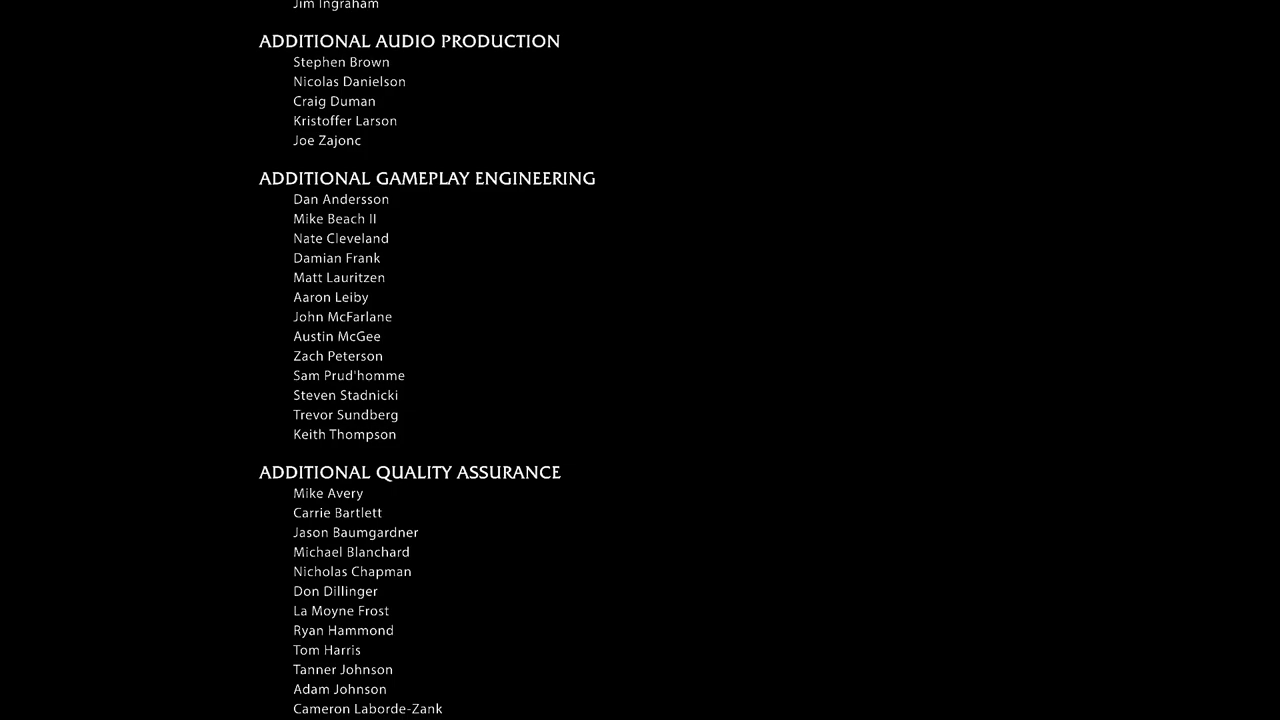 Jim Ingraham
ADDITIONAL AUDIO PRODUCTION
Stephen Brown
Nicolas Danielson
Craig Duman
Kristoffer Larson
Joe Zajonc
ADDITIONAL GAMEPLAY ENGINEERING
Dan Andersson
Mike Beach II
Nate Cleveland
Damian Frank
Matt Lauritzen
Aaron Leiby
John McFarlane
Austin McGee
Zach Peterson
Sam Prud'homme
Steven Stadnicki
Trevor Sundberg
Keith Thompson
ADDITIONAL QUALITY ASSURANCE
Mike Avery
Carrie Bartlett
Jason Baumgardner
Michael Blanchard
Nicholas Chapman
Don Dillinger
La Moyne Frost
Ryan Hammond
Tom Harris
Tanner Johnson
Adam Johnson
Cameron Laborde-Zank